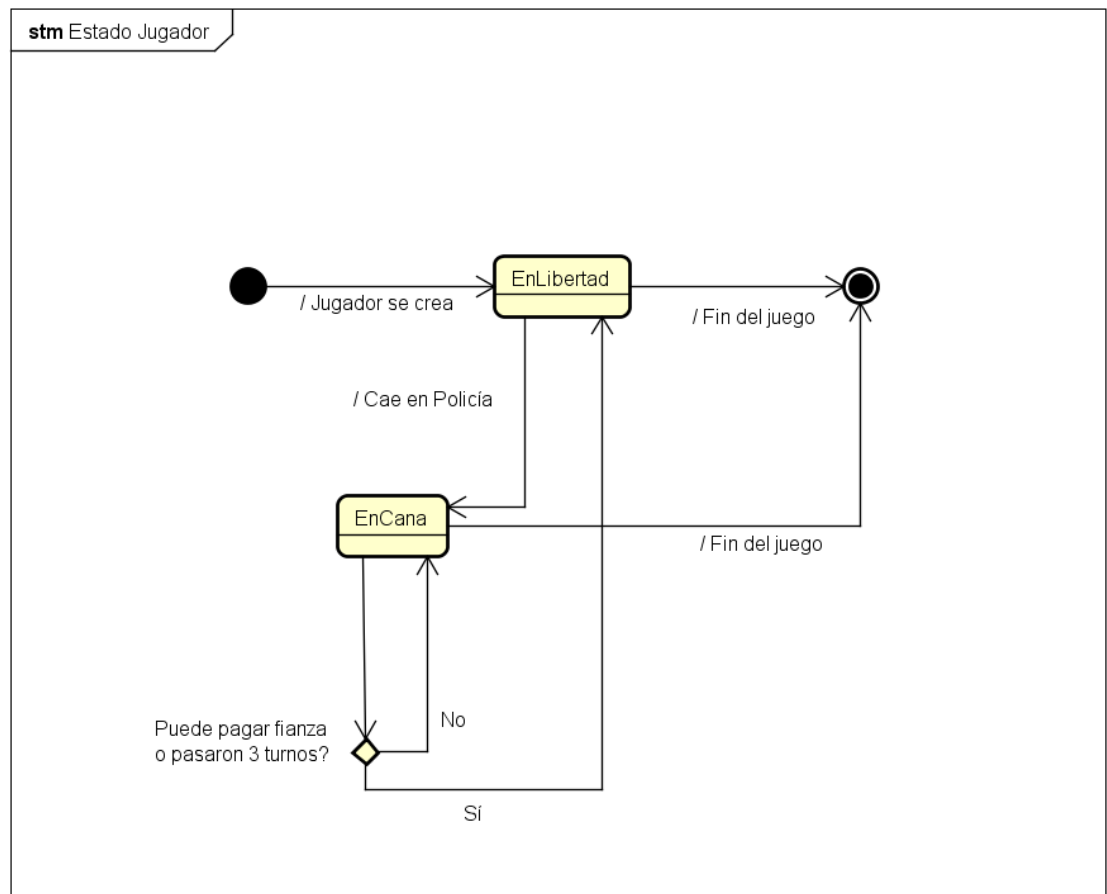 stm Estado Jugador
EnLibertad
/ Jugador se crea
/ Fin del juego
/ Cae en Policía
EnCana
/ Fin del juego
No
Puede pagar fianza
o pasaron 3 turnos?
Sí